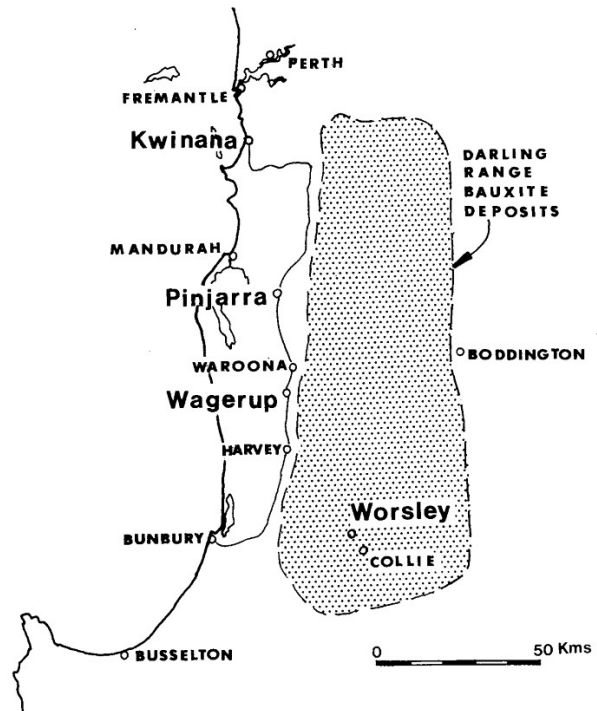 PERTH
FREMANTLE
Kwinana
DARLING
RANGE
BAUXITE
DEPOSITS
MANDURAH
Pinjarra
BODDINGTON
WAROONA
Wagerup
HARVEY
Worsley
BUNBURY
COLLIE
BUSSELTON
0 50 Kms